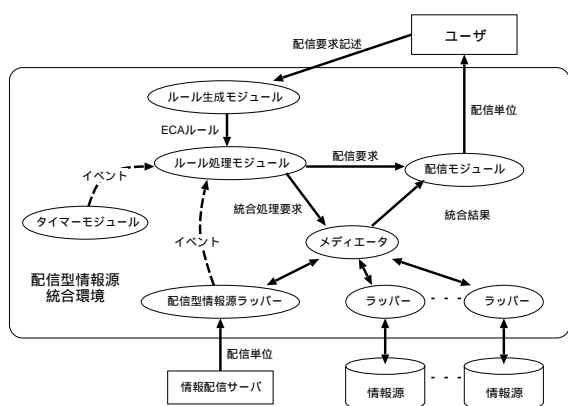 ユーザ
配信要求記述
ルール生成モジュール
配信単位
ECAルール
ルール処理モジュール
配信要求
配信モジュール
イベント
統合処理要求
統合結果
タイマーモジュール
イベント
メディエータ
配信型情報源
統合環境
配信型情報源ラッパー
ラッパー
ラッパー
配信単位
情報配信サーバ
情報源
情報源